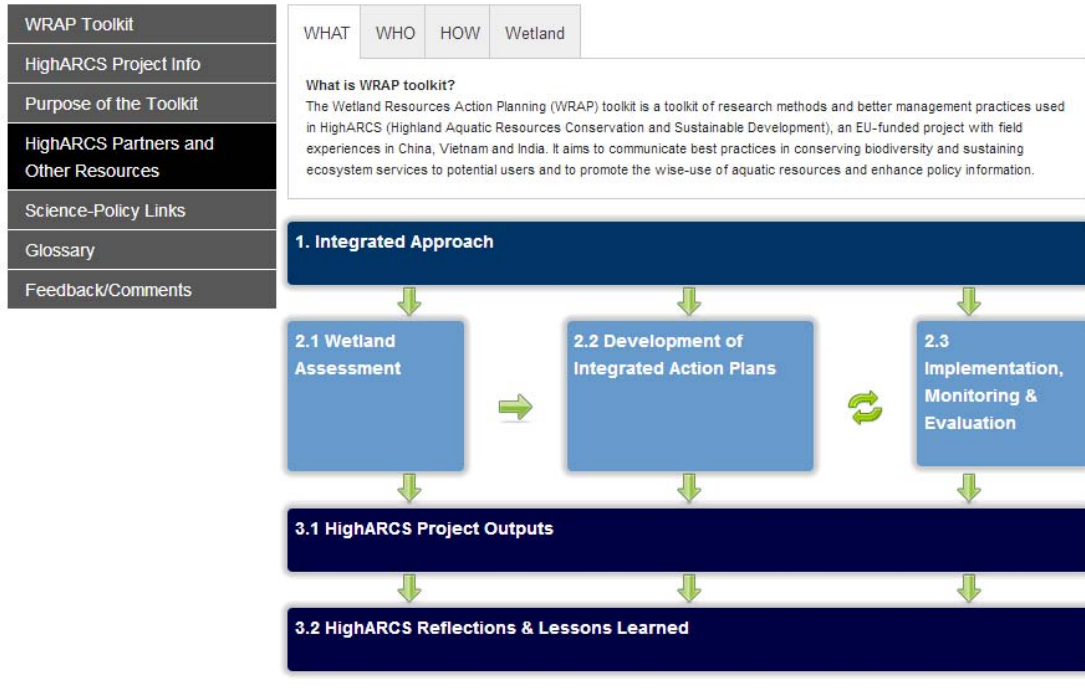 WRAP Toolkit
HighARCS Project Info
Purpose of the Toolkit
HighARCS Partners and
Other Resources
Science-Policy Links
Glossary
Feedback/Comments
WHAT WHO HOW Wetland
What is WRAP toolkit?
The Wetland Resources Action Planning (WRAP) toolkit is a toolkit of research methods and better management practices used
in HighARCS (Highland Aquatic Resources Conservation and Sustainable Development), an EU-funded project with field
experiences in China, Vietnam and India. It aims to communicate best practices in conserving biodiversity and sustaining
ecosystem services to potential users and to promote the wise-use of aquatic resources and enhance policy information.
1. Integrated Approach
2.1 Wetland
Assessment
2.2 Development of
Integrated Action Plans
2.3
Implementation,
Monitoring &
Evaluation
3.1 HighARCS Project Outputs
3.2 HighARCS Reflections & Lessons Learned